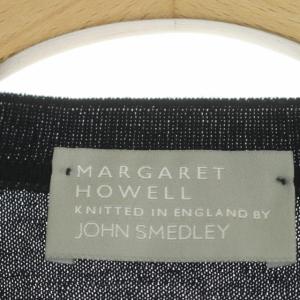 MARGARET
HOWELL
KNITTED IN ENGLAND BY
JOHN SMEDLEY